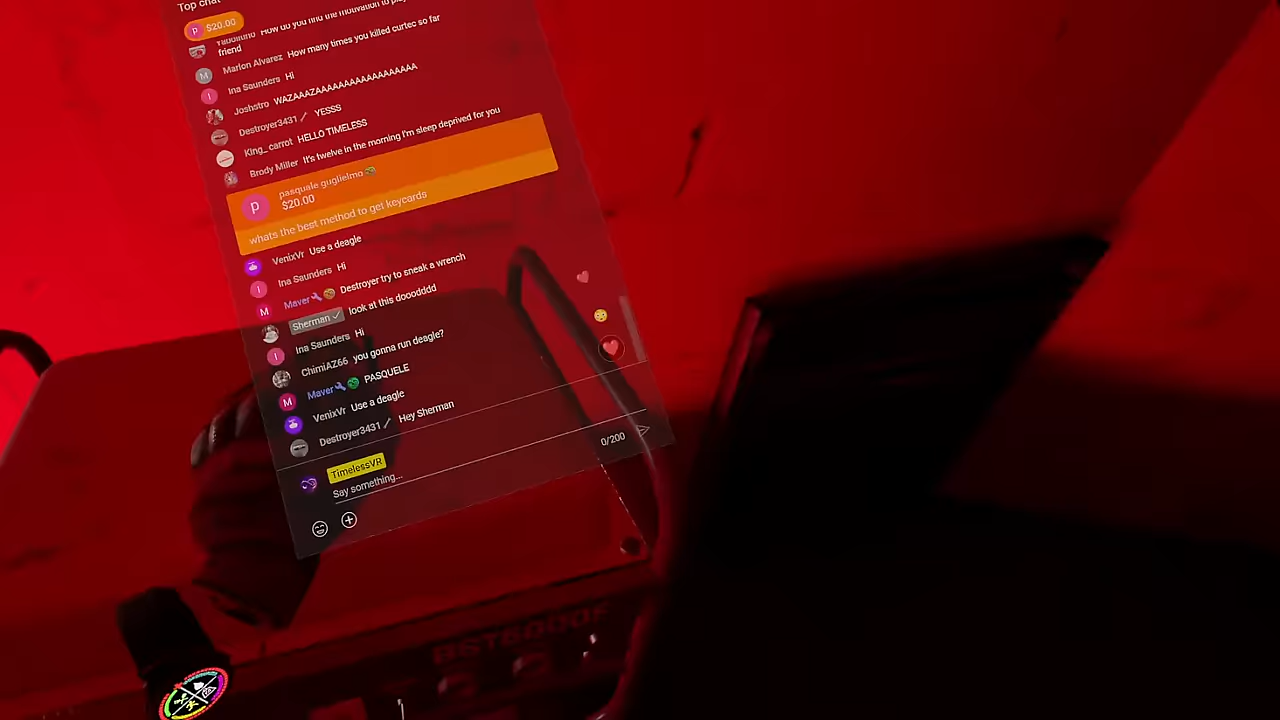 Top chat
P $20.00
How do you find the motivation to play
friend
M Marlon Alvarez How many times you killed curtec so far
I Ina Saunders Hi
Joshstro WAZAAAZAAAAAAAAAAAAAAAAAA
Destroyer3431 YESSS
King_carrot HELLO TIMELESS
Brody Miller It's twelve in the morning I'm sleep deprived for you
p pasquale guglielmo
$20.00
whats the best method to get keycards
VenixVr Use a deagle
I Ina Saunders Hi
M Maver Destroyer try to sneak a wrench
Sherman look at this dooodddd
I Ina Saunders Hi
ChimiAZ66 you gonna run deagle?
M Maver PASQUELE
VenixVr Use a deagle
Destroyer3431 Hey Sherman
0/200
TimelessVR
Say something...